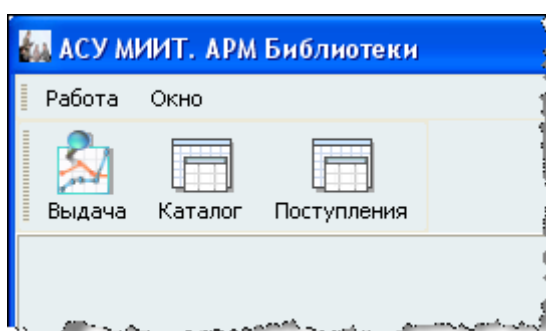 АСУ МИИТ. АРМ Библиотеки
Работа Окно
Выдача Каталог Поступления